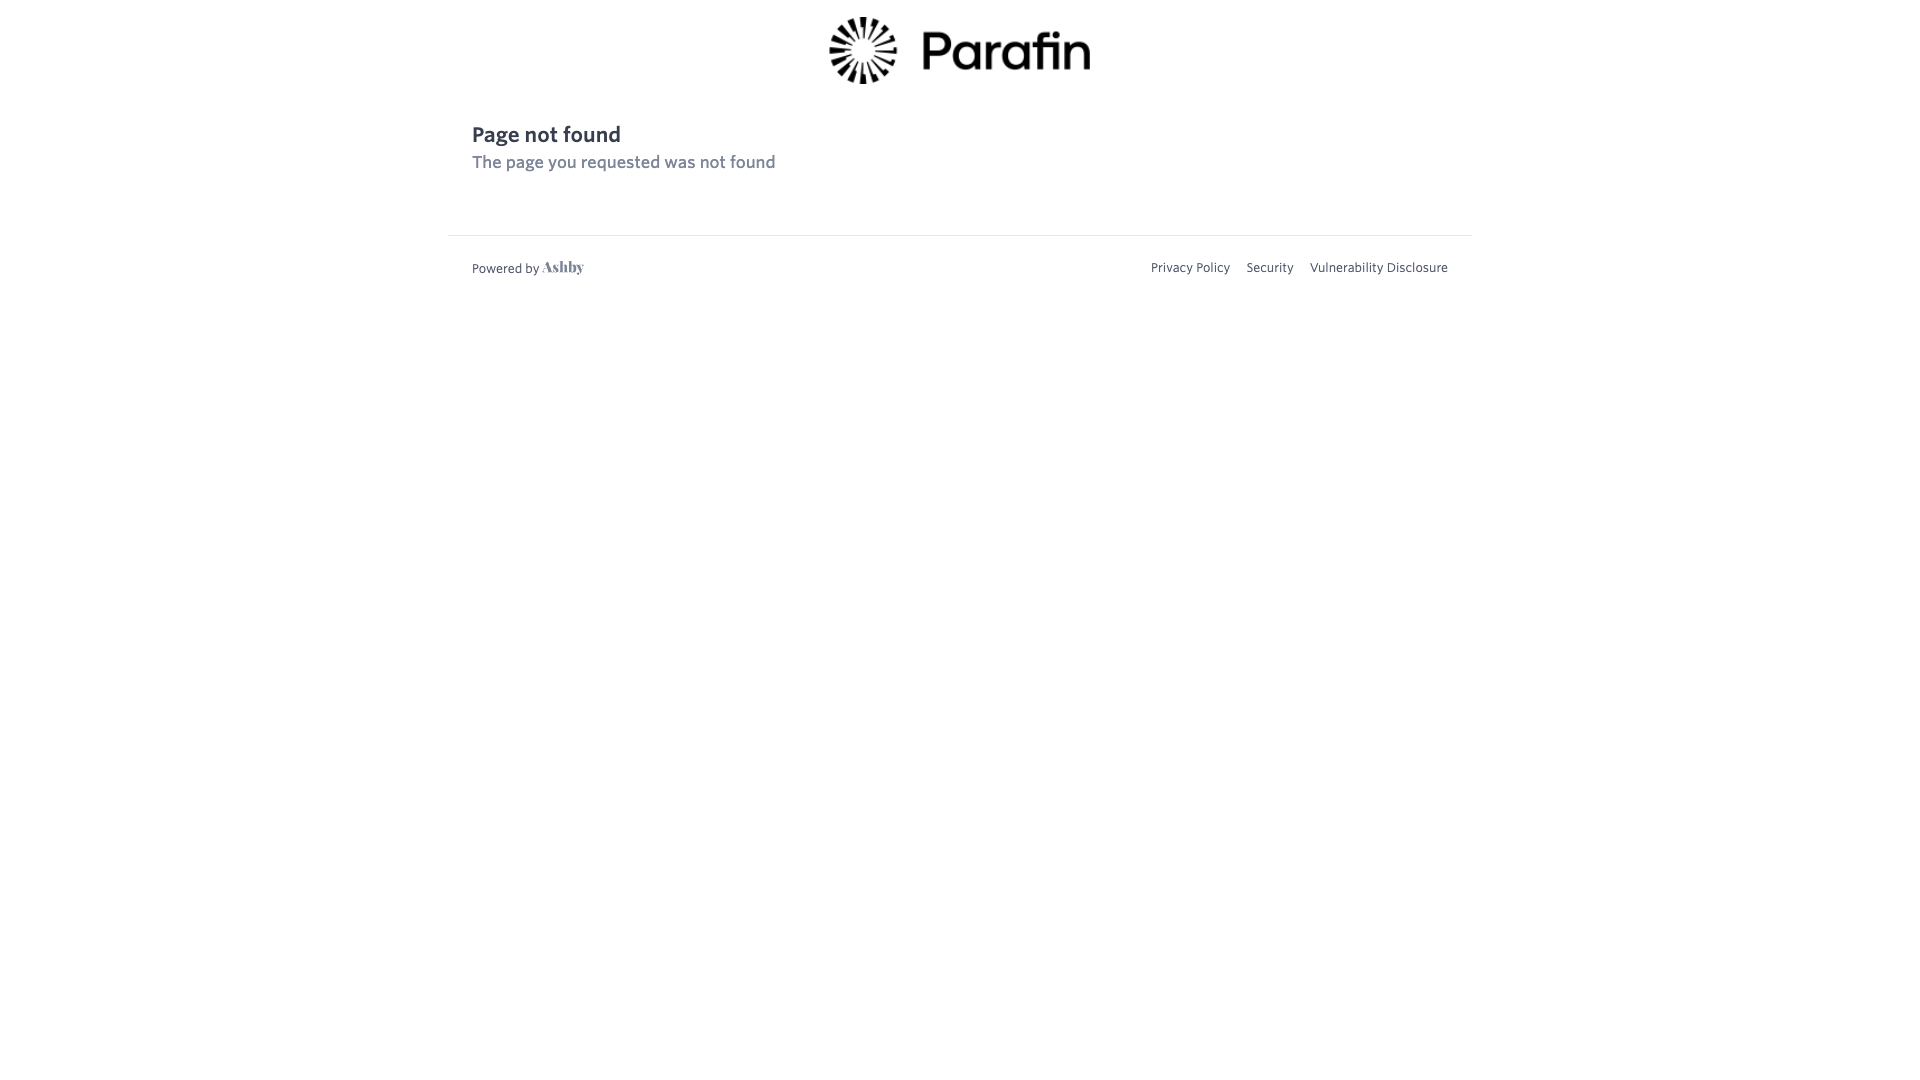 Parafin
Page not found
The page you requested was not found
Powered by Ashby
Privacy Policy Security Vulnerability Disclosure